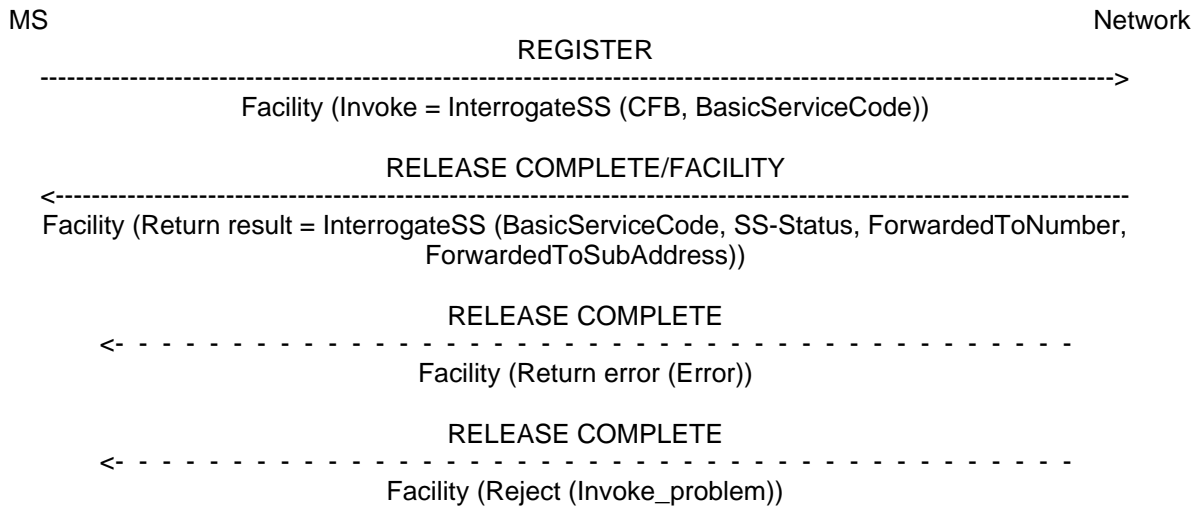 MS Network
REGISTER
------------------------------------------------------------------------------------------------------------------------>
Facility (Invoke = InterrogateSS (CFB, BasicServiceCode))
RELEASE COMPLETE/FACILITY
<------------------------------------------------------------------------------------------------------------------------
Facility (Return result = InterrogateSS (BasicServiceCode, SS-Status, ForwardedToNumber,
ForwardedToSubAddress))
RELEASE COMPLETE
<- - - - - - - - - - - - - - - - - - - - - - - - - - - - - - - - - - - - - - - - -
Facility (Return error (Error))
RELEASE COMPLETE
<- - - - - - - - - - - - - - - - - - - - - - - - - - - - - - - - - - - - - - - - -
Facility (Reject (Invoke_problem))